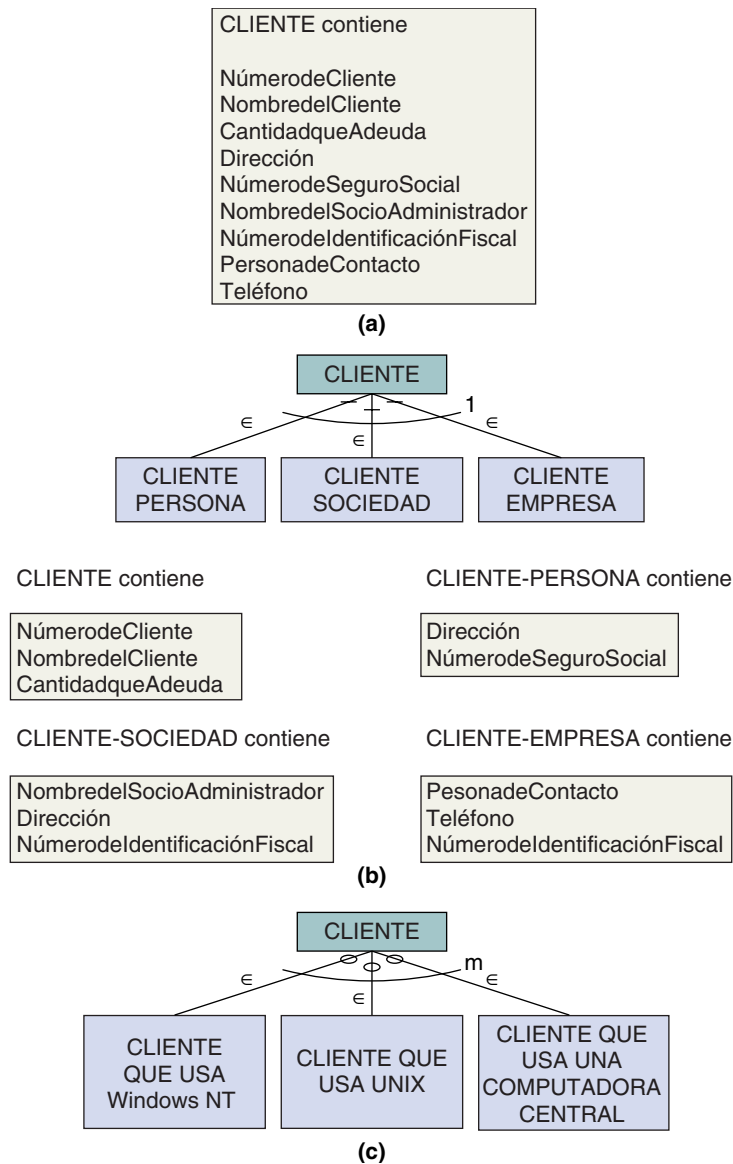 CLIENTE contiene
NúmerodeCliente
NombredelCliente
CantidadqueAdeuda
Dirección
NúmerodeSeguroSocial
NombredelSocioAdministrador
NúmerodeIdentificaciónFiscal
PersonadeContacto
Teléfono
(a)
CLIENTE
1
∈
∈
∈
CLIENTE
PERSONA
CLIENTE
SOCIEDAD
CLIENTE
EMPRESA
CLIENTE contiene
NúmerodeCliente
NombredelCliente
CantidadqueAdeuda
CLIENTE-PERSONA contiene
Dirección
NúmerodeSeguroSocial
CLIENTE-SOCIEDAD contiene
NombredelSocioAdministrador
Dirección
NúmerodeIdentificaciónFiscal
CLIENTE-EMPRESA contiene
PesonadeContacto
Teléfono
NúmerodeIdentificaciónFiscal
(b)
CLIENTE
m
∈
∈
∈
CLIENTE
QUE USA
Windows NT
CLIENTE QUE
USA UNIX
CLIENTE QUE
USA UNA
COMPUTADORA
CENTRAL
(c)